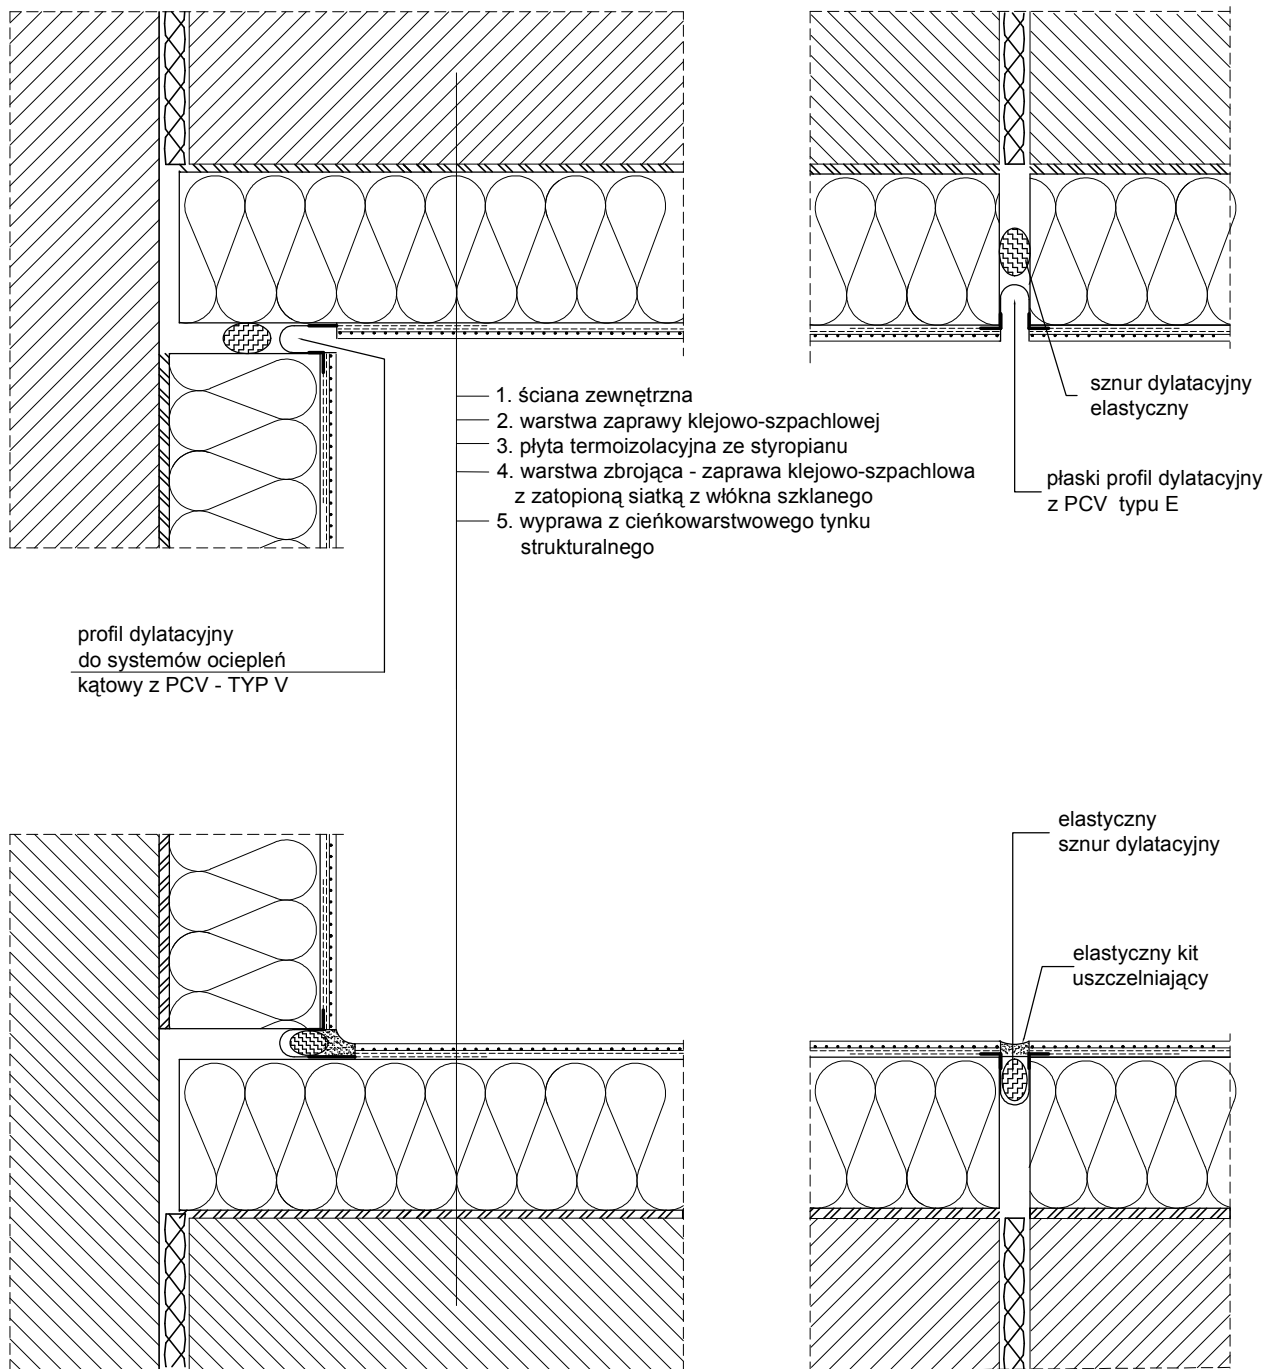 1. ściana zewnętrzna
2. warstwa zaprawy klejowo-szpachlowej
3. płyta termoizolacyjna ze styropianu
4. warstwa zbrojąca - zaprawa klejowo-szpachlowa
z zatopioną siatką z włókna szklanego
5. wyprawa z cieńkowarstwowego tynku
strukturalnego
sznur dylatacyjny
elastyczny
płaski profil dylatacyjny
z PCV typu E
profil dylatacyjny
do systemów ociepleń
kątowy z PCV - TYP V
elastyczny
sznur dylatacyjny
elastyczny kit
uszczelniający